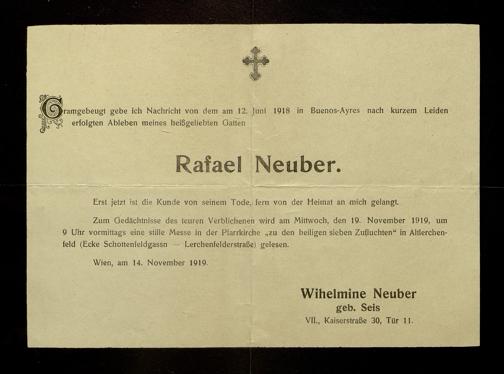 Gramgebeugt gebe ich Nachricht von dem am 12. Juni 1918 in Buenos-Ayres nach kurzem Leiden
erfolgten Ableben meines heißgeliebten Gatten
Rafael Neuber.
Erst jetzt ist die Kunde von seinem Tode, fern von der Heimat an mich gelangt.
Zum Gedächtnisse des teuren Verblichenen wird am Mittwoch, den 19. November 1919, um
9 Uhr vormittags eine stille Messe in der Pfarrkirche „zu den heiligen sieben Zufluchten“ in Altlerchen-
feld (Ecke Schottenfeldgassn — Lerchenfelderstraße) gelesen.
Wien, am 14. November 1919.
Wihelmine Neuber
geb. Seis
VII., Kaiserstraße 30, Tür 11.